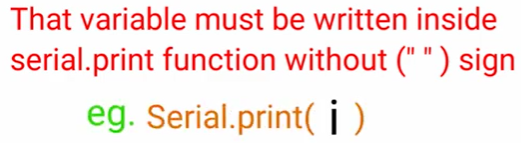 That variable must be written inside
serial.print function without (" " ) sign
eg. Serial.print( i )